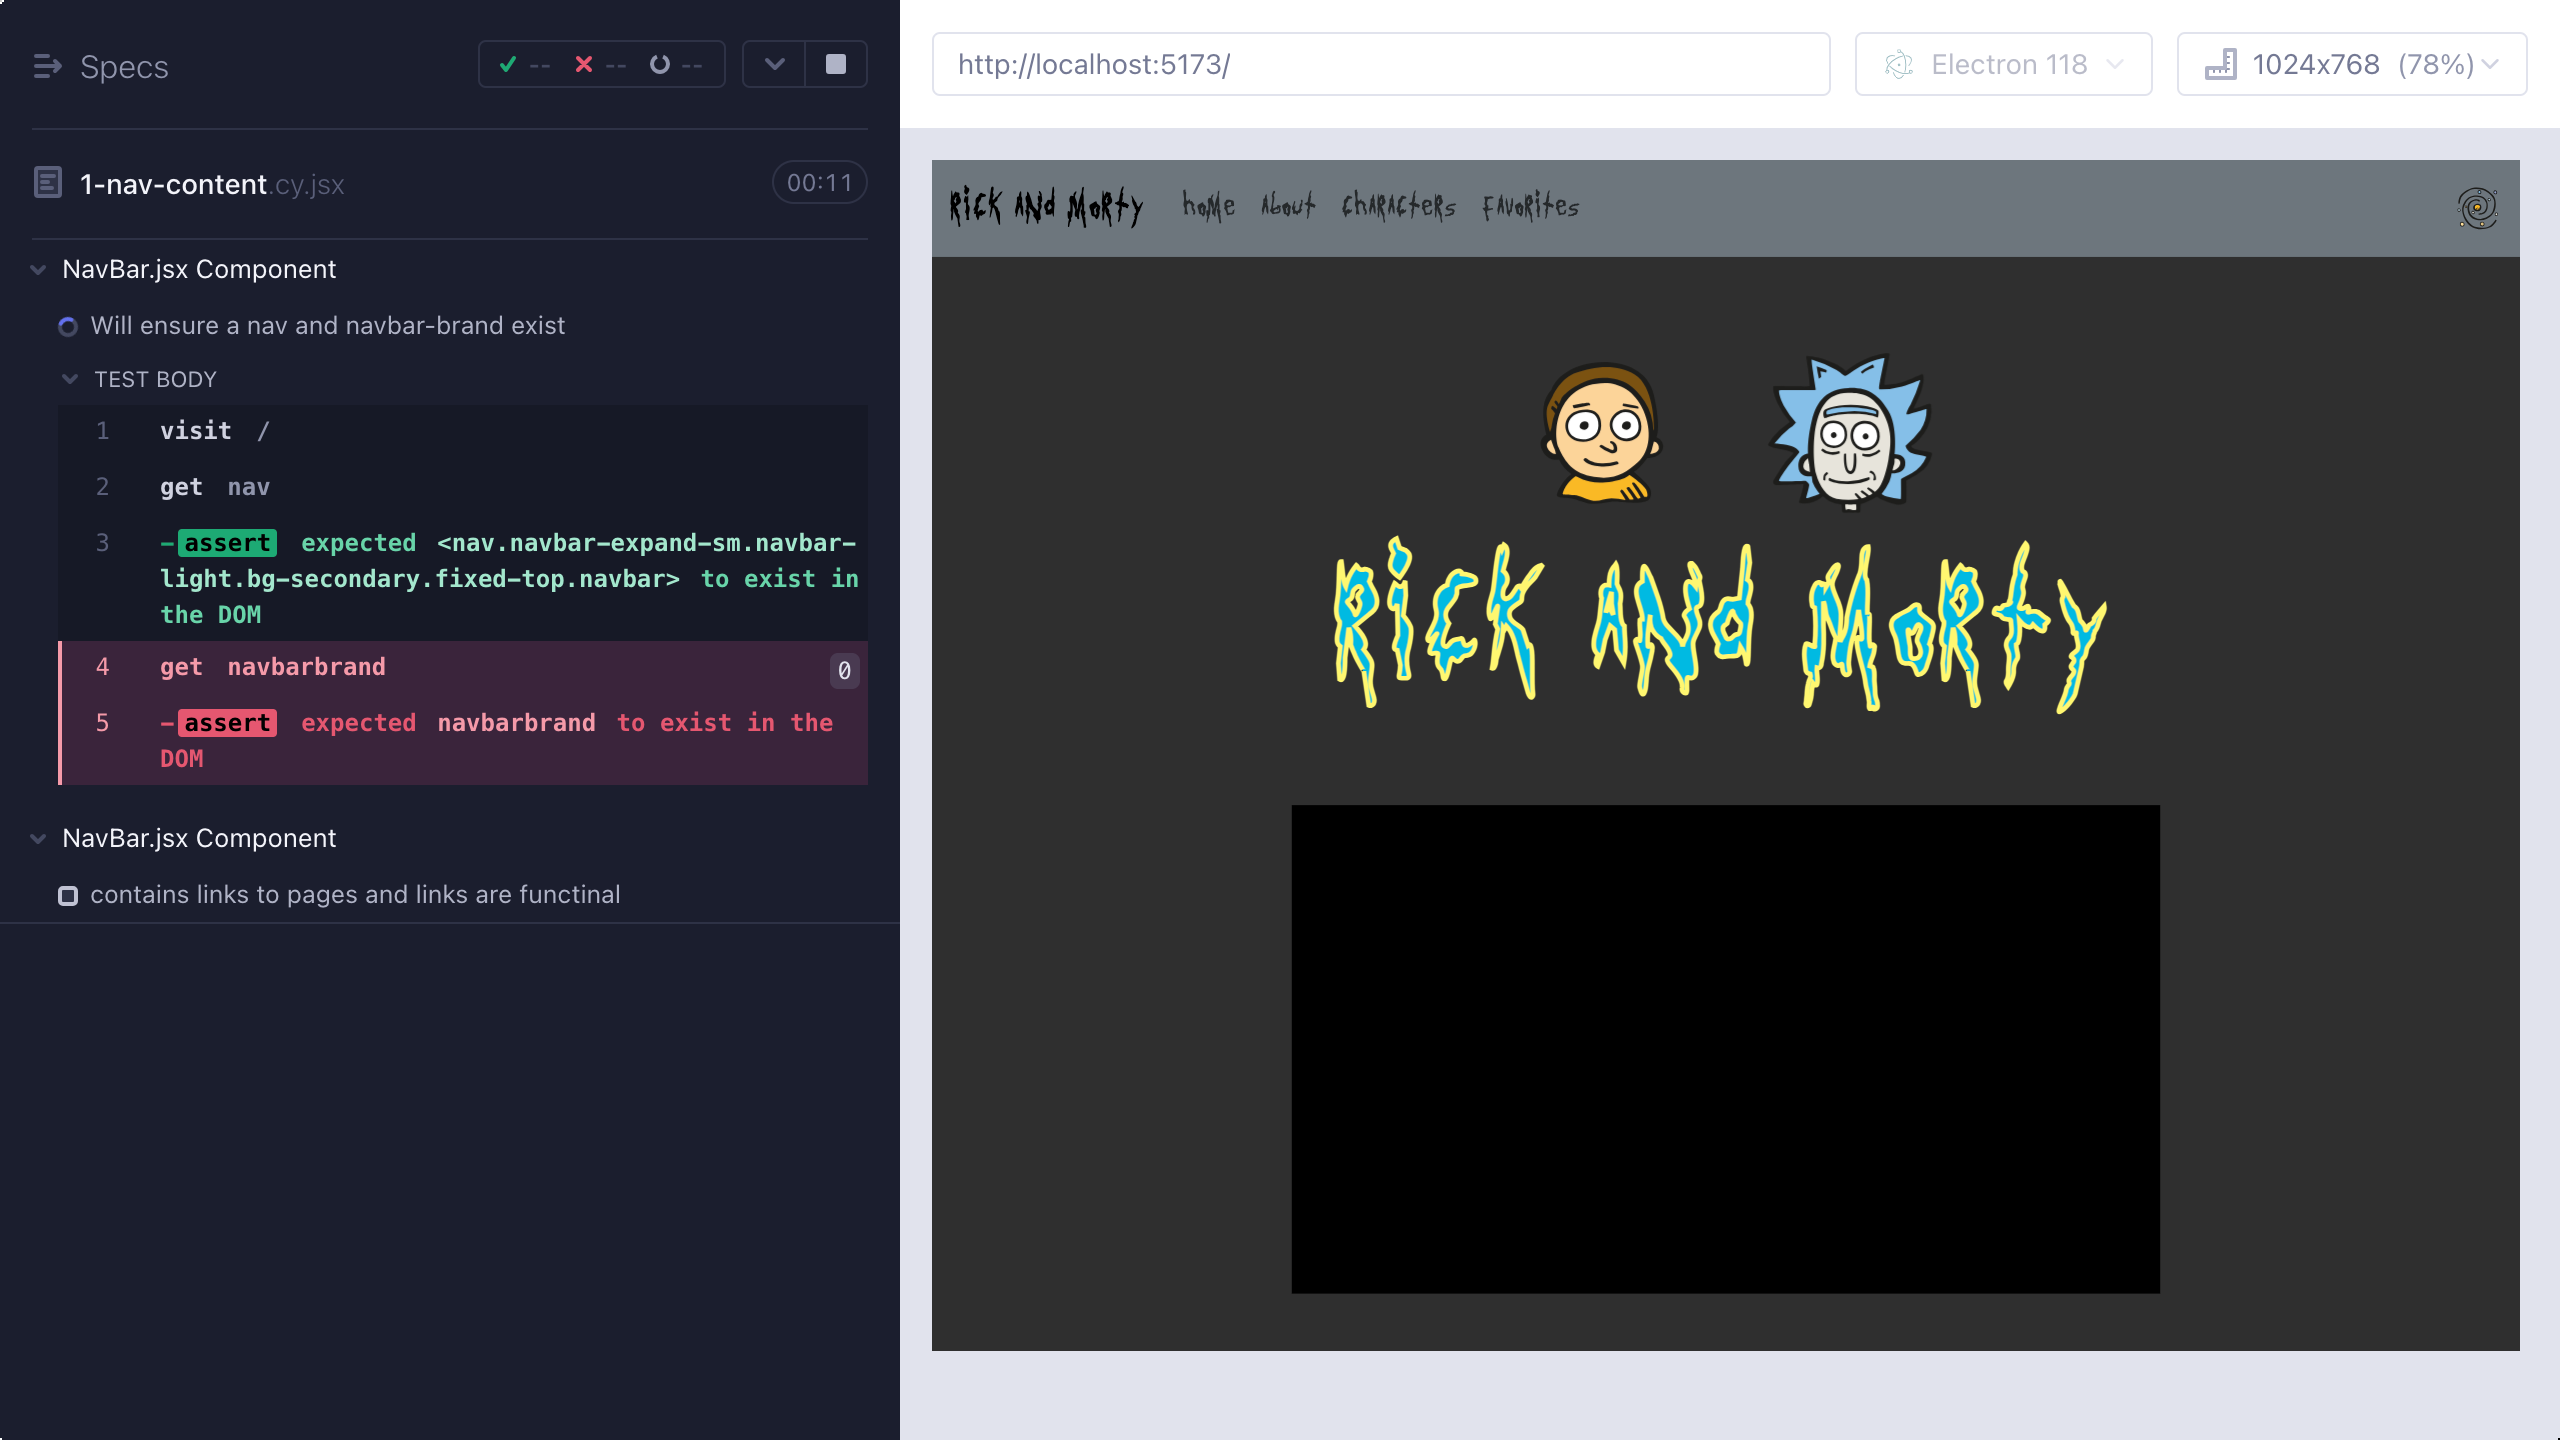 Specs
-- -- --
1-nav-content.cy.jsx
00:11
NavBar.jsx Component
Will ensure a nav and navbar-brand exist
TEST BODY
1 visit /
2 get nav
3 -assert expected <nav.navbar-expand-sm.navbar-
light.bg-secondary.fixed-top.navbar> to exist in
the DOM
4 get navbarbrand 0
5 -assert expected navbarbrand to exist in the
DOM
NavBar.jsx Component
contains links to pages and links are functinal
http://localhost:5173/
Electron 118
1024x768 (78%)
RiCK ANd MoRty
hoMe About ChARActeRs FAvoRites
RiCK ANd MoRty